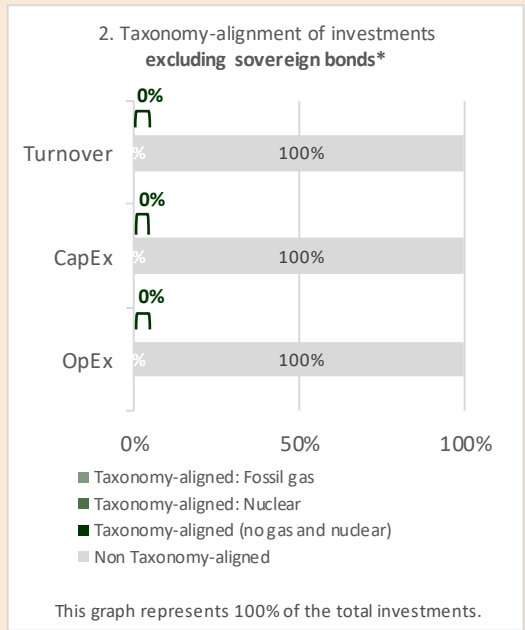 2. Taxonomy-alignment of investments
excluding sovereign bonds*
0%
Turnover
%
100%
0%
CapEx
%
100%
0%
OpEx
%
100%
0% 50% 100%
Taxonomy-aligned: Fossil gas
Taxonomy-aligned: Nuclear
Taxonomy-aligned (no gas and nuclear)
Non Taxonomy-aligned
This graph represents 100% of the total investments.